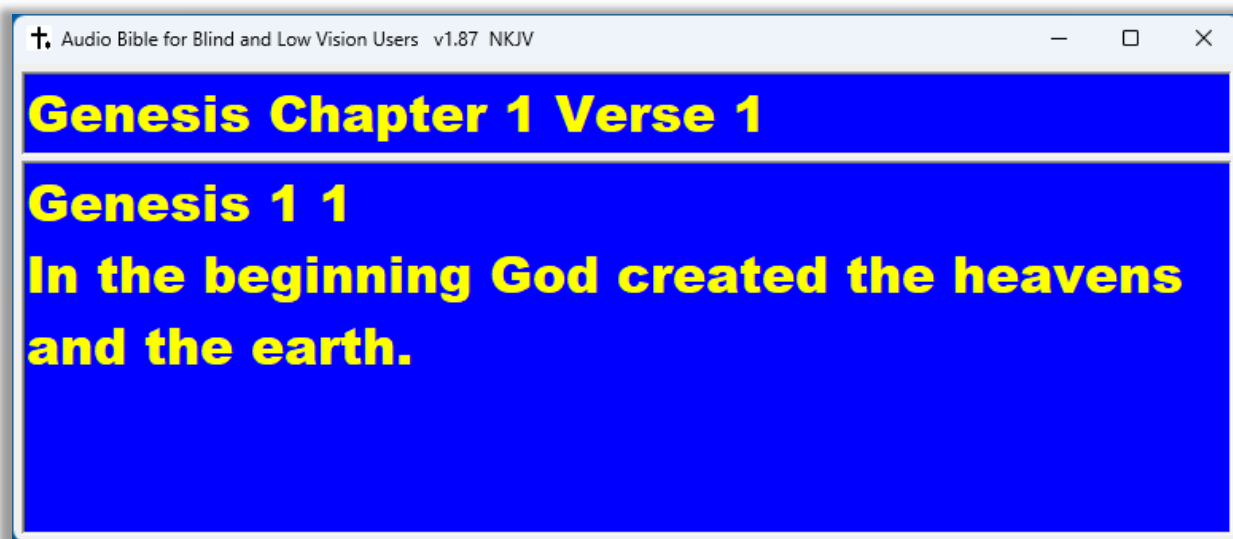 Audio Bible for Blind and Low Vision Users v1.87 NKJV
Genesis Chapter 1 Verse 1
Genesis 1 1
In the beginning God created the heavens
and the earth.